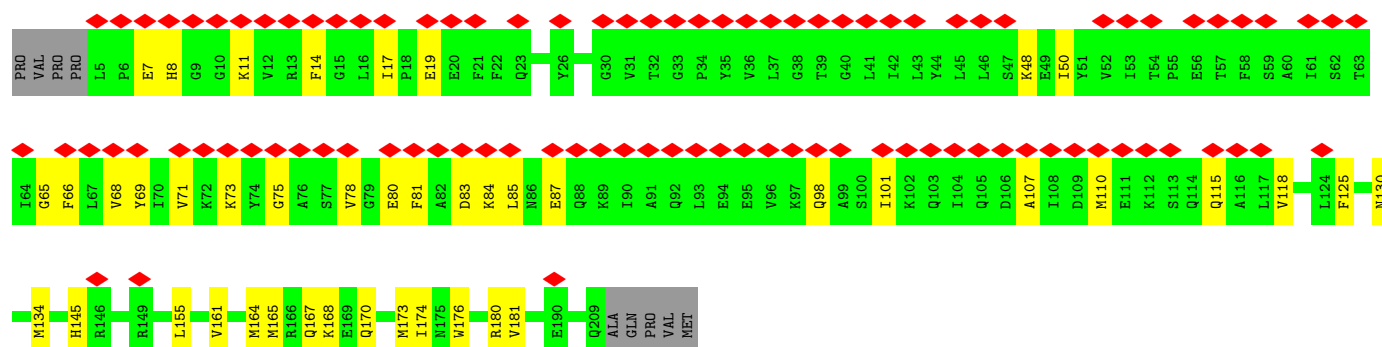 PRO VAL PRO PRO L5 P6 E7 H8 G9 G10 K11 V12 R13 F14 G15 L16 I17 P18 E19 E20 F21 F22 Q23 Y26 G30 V31 T32 G33 P34 Y35 V36 L37 G38 T39 G40 L41 I42 L43 Y44 L45 L46 S47 K48 E49 I50 Y51 V52 I53 T54 P55 E56 T57 F58 S59 A60 I61 S62 T63
I64 G65 F66 L67 V68 Y69 I70 V71 K72 K73 Y74 G75 A76 S77 V78 G79 E80 F81 A82 D83 K84 L85 N86 E87 Q88 K89 I90 A91 Q92 L93 E94 E95 V96 K97 Q98 A99 S100 I101 K102 Q103 I104 Q105 D106 A107 I108 D109 M110 E111 K112 S113 Q114 Q115 A116 L117 V118 L124 F125 N130
M134 H145 R146 R149 L155 V161 M164 M165 R166 Q167 K168 E169 Q170 M173 I174 N175 W176 R180 V181 E190 Q209 ALA GLN PRO VAL MET